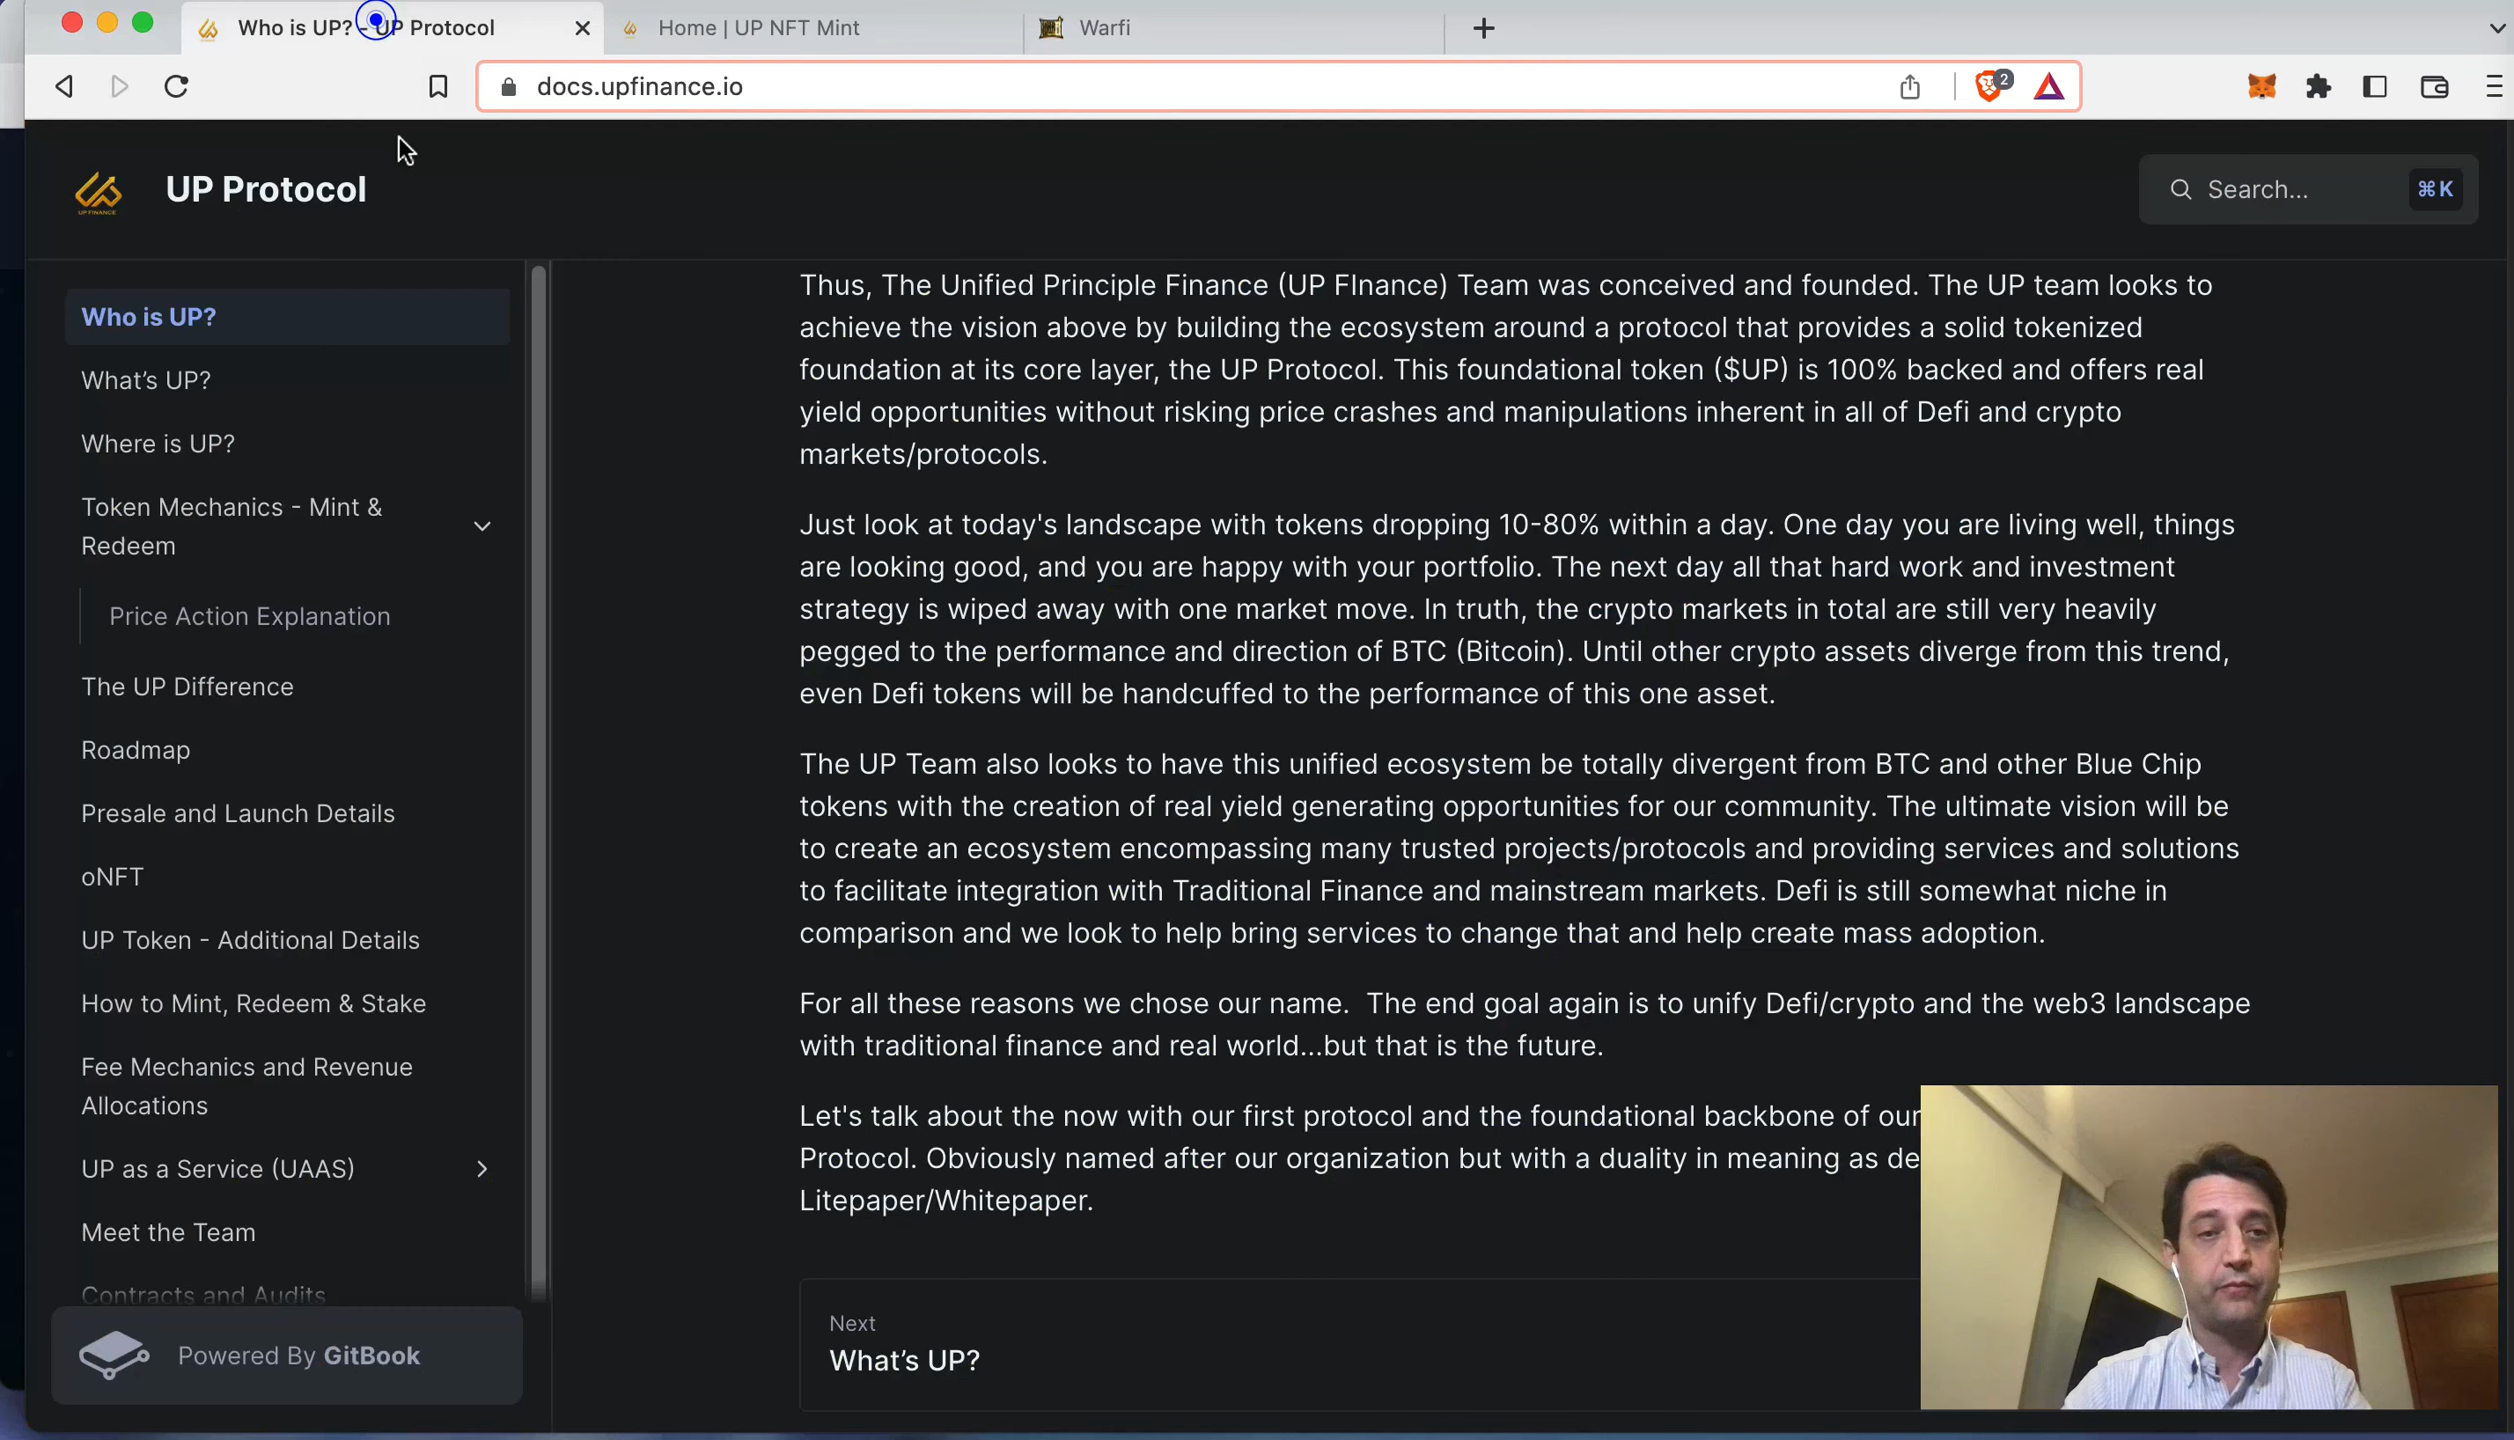 Who is UP? - UP Protocol
Home | UP NFT Mint
Warfi
docs.upfinance.io
2
UP FINANCE
UP Protocol
Search...
⌘K
Who is UP?
What's UP?
Where is UP?
Token Mechanics - Mint &
Redeem
Price Action Explanation
The UP Difference
Roadmap
Presale and Launch Details
oNFT
UP Token - Additional Details
How to Mint, Redeem & Stake
Fee Mechanics and Revenue
Allocations
UP as a Service (UAAS)
Meet the Team
Contracts and Audits
Powered By GitBook
Thus, The Unified Principle Finance (UP FInance) Team was conceived and founded. The UP team looks to
achieve the vision above by building the ecosystem around a protocol that provides a solid tokenized
foundation at its core layer, the UP Protocol. This foundational token ($UP) is 100% backed and offers real
yield opportunities without risking price crashes and manipulations inherent in all of Defi and crypto
markets/protocols.
Just look at today's landscape with tokens dropping 10-80% within a day. One day you are living well, things
are looking good, and you are happy with your portfolio. The next day all that hard work and investment
strategy is wiped away with one market move. In truth, the crypto markets in total are still very heavily
pegged to the performance and direction of BTC (Bitcoin). Until other crypto assets diverge from this trend,
even Defi tokens will be handcuffed to the performance of this one asset.
The UP Team also looks to have this unified ecosystem be totally divergent from BTC and other Blue Chip
tokens with the creation of real yield generating opportunities for our community. The ultimate vision will be
to create an ecosystem encompassing many trusted projects/protocols and providing services and solutions
to facilitate integration with Traditional Finance and mainstream markets. Defi is still somewhat niche in
comparison and we look to help bring services to change that and help create mass adoption.
For all these reasons we chose our name.  The end goal again is to unify Defi/crypto and the web3 landscape
with traditional finance and real world...but that is the future.
Let's talk about the now with our first protocol and the foundational backbone of our
Protocol. Obviously named after our organization but with a duality in meaning as de
Litepaper/Whitepaper.
Next
What's UP?